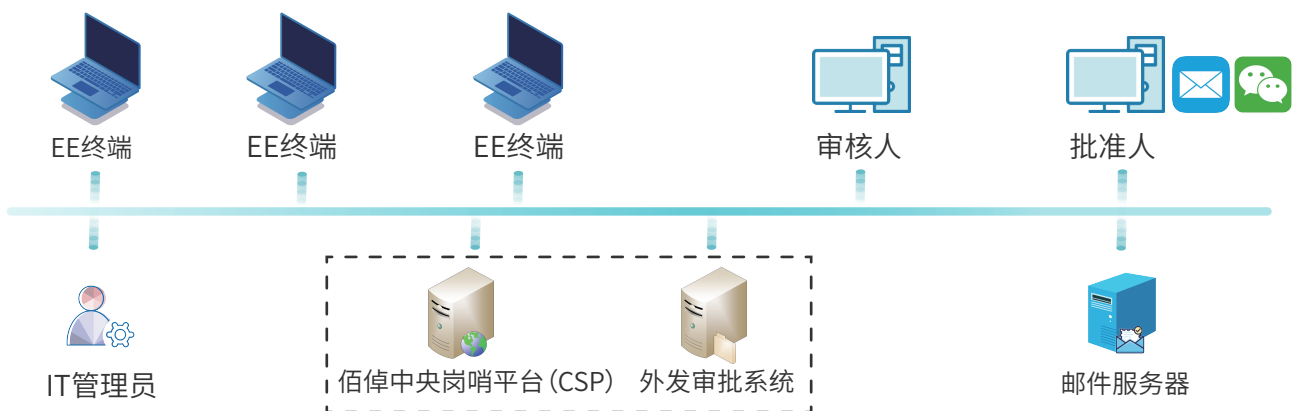 EE终端
EE终端
EE终端
审核人
批准人
IT管理员
佰倬中央岗哨平台（CSP）
外发审批系统
邮件服务器